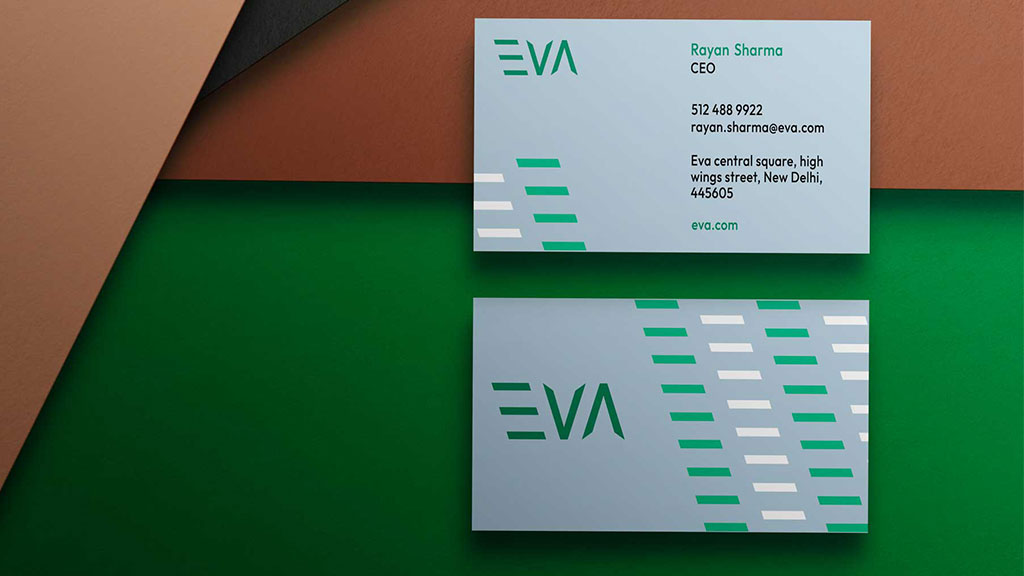 EVA
Rayan Sharma
CEO
512 488 9922
rayan.sharma@eva.com
Eva central square, high
wings street, New Delhi,
445605
eva.com
EVA